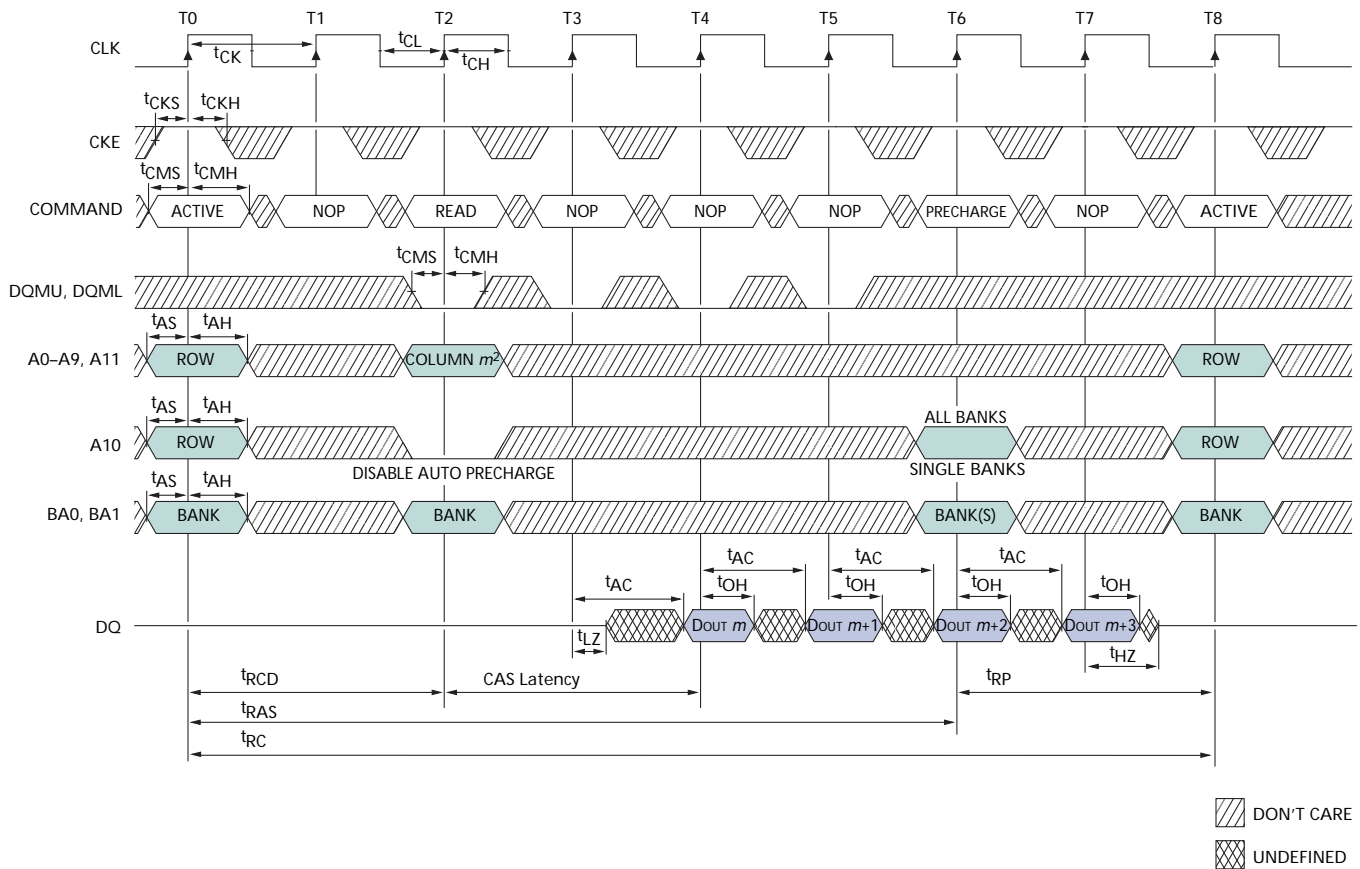 T0 T1 T2 T3 T4 T5 T6 T7 T8
CLK
tCK tCL tCH
tCKS tCKH
CKE
tCMS tCMH
COMMAND ACTIVE NOP READ NOP NOP NOP PRECHARGE NOP ACTIVE
tCMS tCMH
DQMU, DQML
tAS tAH
A0–A9, A11 ROW COLUMN m2 ROW
tAS tAH ALL BANKS
A10 ROW ROW
DISABLE AUTO PRECHARGE SINGLE BANKS
tAS tAH
BA0, BA1 BANK BANK BANK(S) BANK
tAC tAC tAC tAC
tOH tOH tOH tOH
DQ DOUT m DOUT m+1 DOUT m+2 DOUT m+3
tLZ tHZ
tRCD CAS Latency tRP
tRAS
tRC
DON'T CARE
UNDEFINED